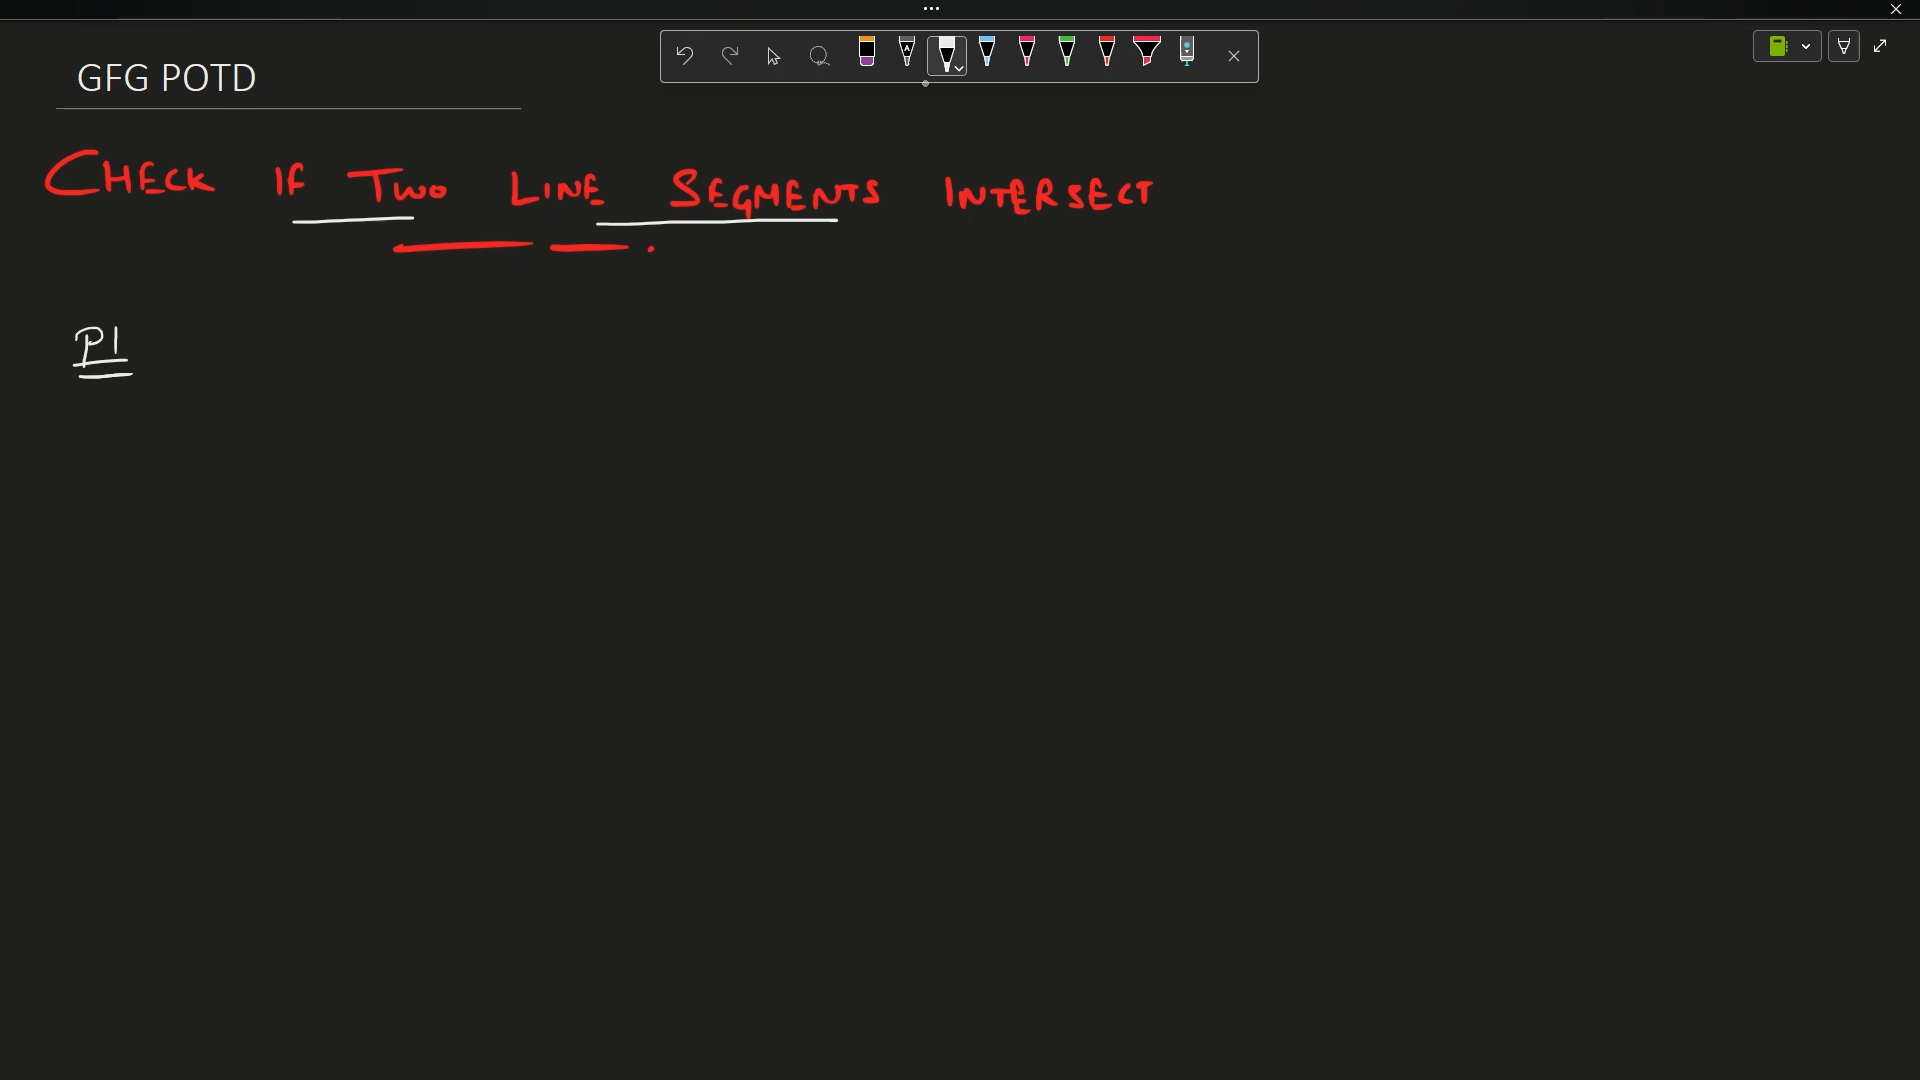 GFG POTD
CHECK IF TWO LINE SEGMENTS INTERSECT
P1